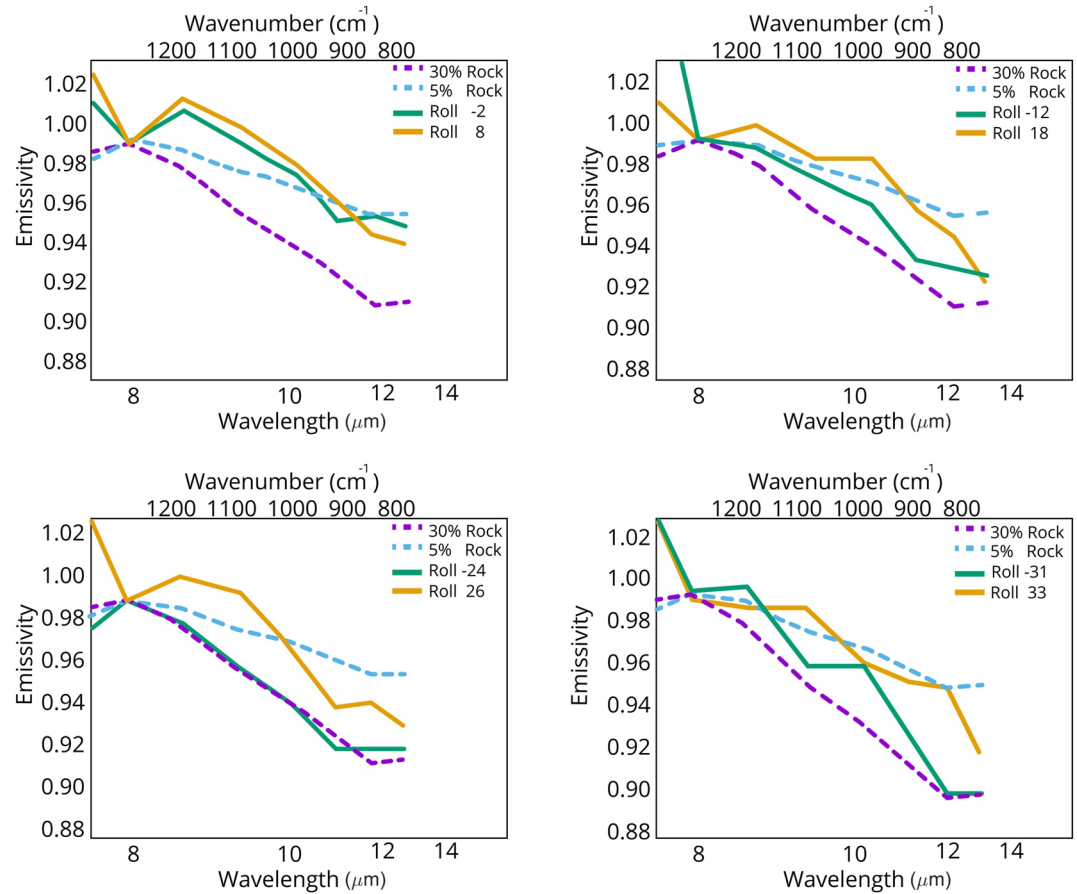 Wavenumber (cm-1)
1200 1100 1000 900 800
1.02
1.00
0.98
0.96
0.94
0.92
0.90
0.88
Emissivity
30% Rock
5% Rock
Roll -2
Roll 8
8 10 12 14
Wavelength (μm)
Wavenumber (cm-1)
1200 1100 1000 900 800
1.02
1.00
0.98
0.96
0.94
0.92
0.90
0.88
Emissivity
30% Rock
5% Rock
Roll -12
Roll 18
8 10 12 14
Wavelength (μm)
Wavenumber (cm-1)
1200 1100 1000 900 800
1.02
1.00
0.98
0.96
0.94
0.92
0.90
0.88
Emissivity
30% Rock
5% Rock
Roll -24
Roll 26
8 10 12 14
Wavelength (μm)
Wavenumber (cm-1)
1200 1100 1000 900 800
1.02
1.00
0.98
0.96
0.94
0.92
0.90
0.88
Emissivity
30% Rock
5% Rock
Roll -31
Roll 33
8 10 12 14
Wavelength (μm)